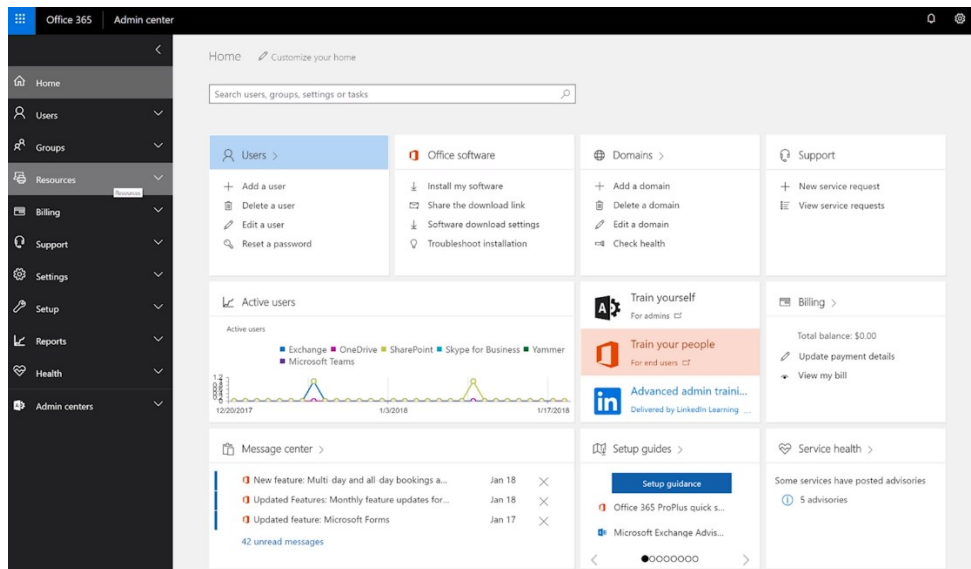 Office 365 Admin center
Home
Users
Groups
Resources
Resources
Billing
Support
Settings
Setup
Reports
Health
Admin centers
Home Customize your home
Search users, groups, settings or tasks
Users >
Add a user
Delete a user
Edit a user
Reset a password
Office software
Install my software
Share the download link
Software download settings
Troubleshoot installation
Domains >
Add a domain
Delete a domain
Edit a domain
Check health
Support
New service request
View service requests
Active users
Active users
Exchange OneDrive SharePoint Skype for Business Yammer
Microsoft Teams
1.2
12/20/2017 1/3/2018 1/17/2018
Train yourself
For admins
Train your people
For end users
Advanced admin traini...
Delivered by LinkedIn Learning ...
Billing >
Total balance: $0.00
Update payment details
View my bill
Message center >
New feature: Multi day and all day bookings a... Jan 18
Updated Features: Monthly feature updates for... Jan 18
Updated feature: Microsoft Forms Jan 17
42 unread messages
Setup guides >
Setup guidance
Office 365 ProPlus quick s...
Microsoft Exchange Advis...
Service health >
Some services have posted advisories
5 advisories